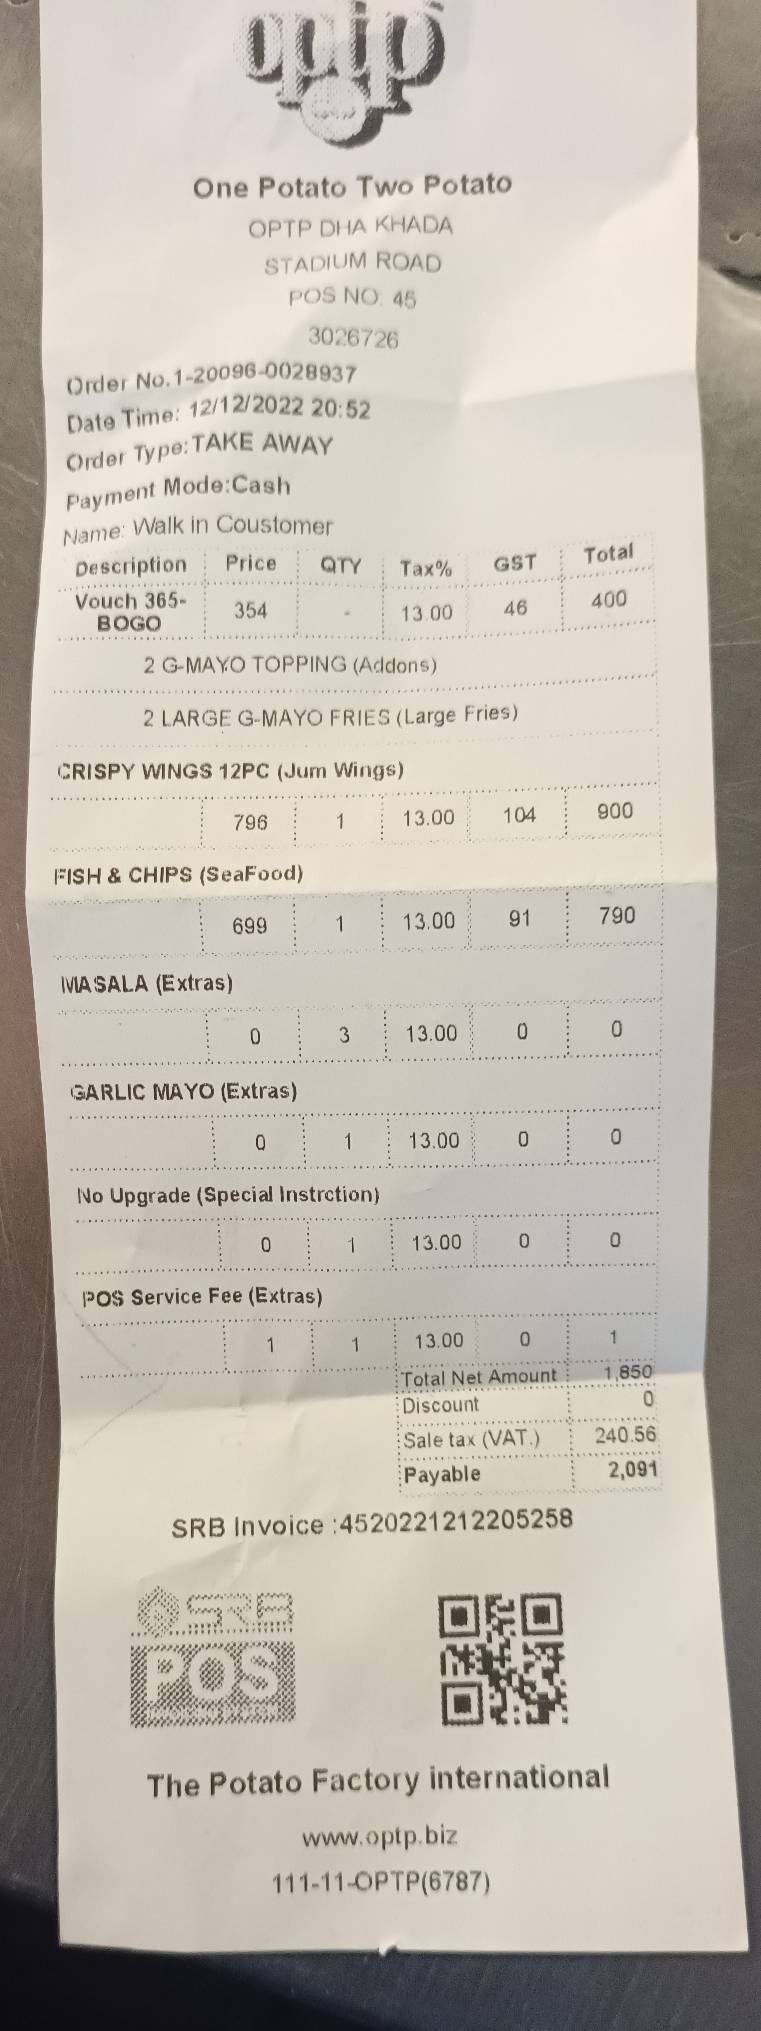 optp
One Potato Two Potato
OPTP DHA KHADA
STADIUM ROAD
POS NO: 45
3026726
Order No.1-20096-0028937
Date Time: 12/12/2022 20:52
Order Type:TAKE AWAY
Payment Mode:Cash
Name: Walk in Coustomer
Description Price QTY Tax% GST Total
Vouch 365-
BOGO 354 - 13.00 46 400
2 G-MAYO TOPPING (Addons)
2 LARGE G-MAYO FRIES (Large Fries)
CRISPY WINGS 12PC (Jum Wings)
796 1 13.00 104 900
FISH & CHIPS (SeaFood)
699 1 13.00 91 790
MASALA (Extras)
0 3 13.00 0 0
GARLIC MAYO (Extras)
0 1 13.00 0 0
No Upgrade (Special Instrction)
0 1 13.00 0 0
POS Service Fee (Extras)
1 1 13.00 0 1
Total Net Amount 1,850
Discount 0
Sale tax (VAT.) 240.56
Payable 2,091
SRB Invoice :4520221212205258
SRB
POS
The Potato Factory international
www.optp.biz
111-11-OPTP(6787)